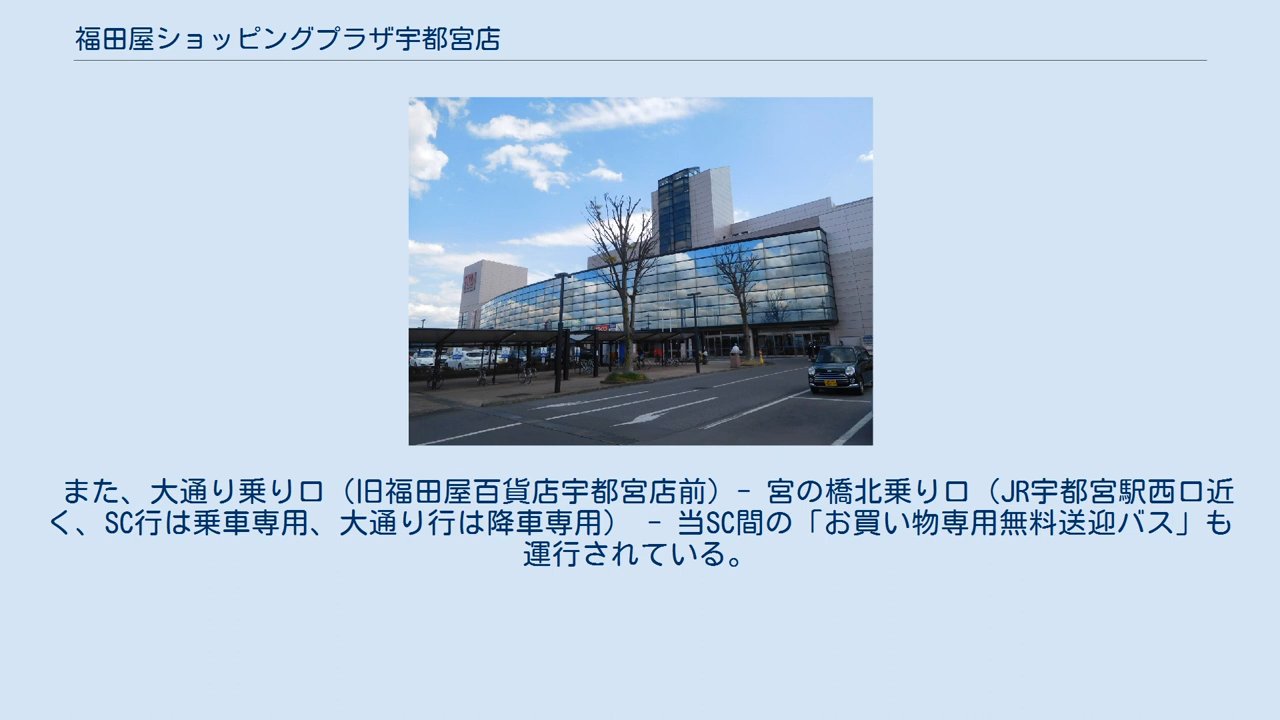 福田屋ショッピングプラザ宇都宮店
また、大通り乗り口（旧福田屋百貨店宇都宮店前）- 宮の橋北乗り口（JR宇都宮駅西口近
く、SC行は乗車専用、大通り行は降車専用） - 当SC間の「お買い物専用無料送迎バス」も
運行されている。